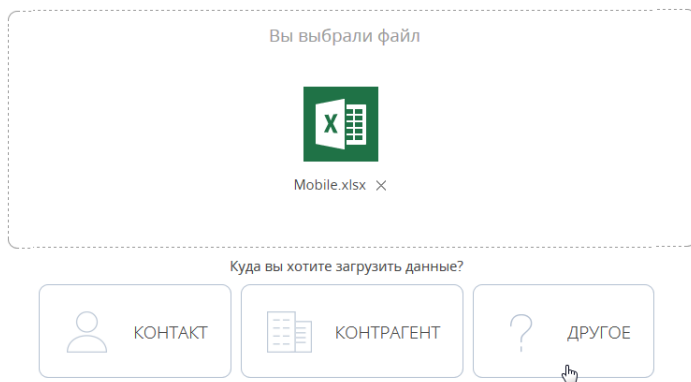 Вы выбрали файл
X
Mobile.xlsx
Куда вы хотите загрузить данные?
КОНТАКТ
КОНТРАГЕНТ
ДРУГОЕ